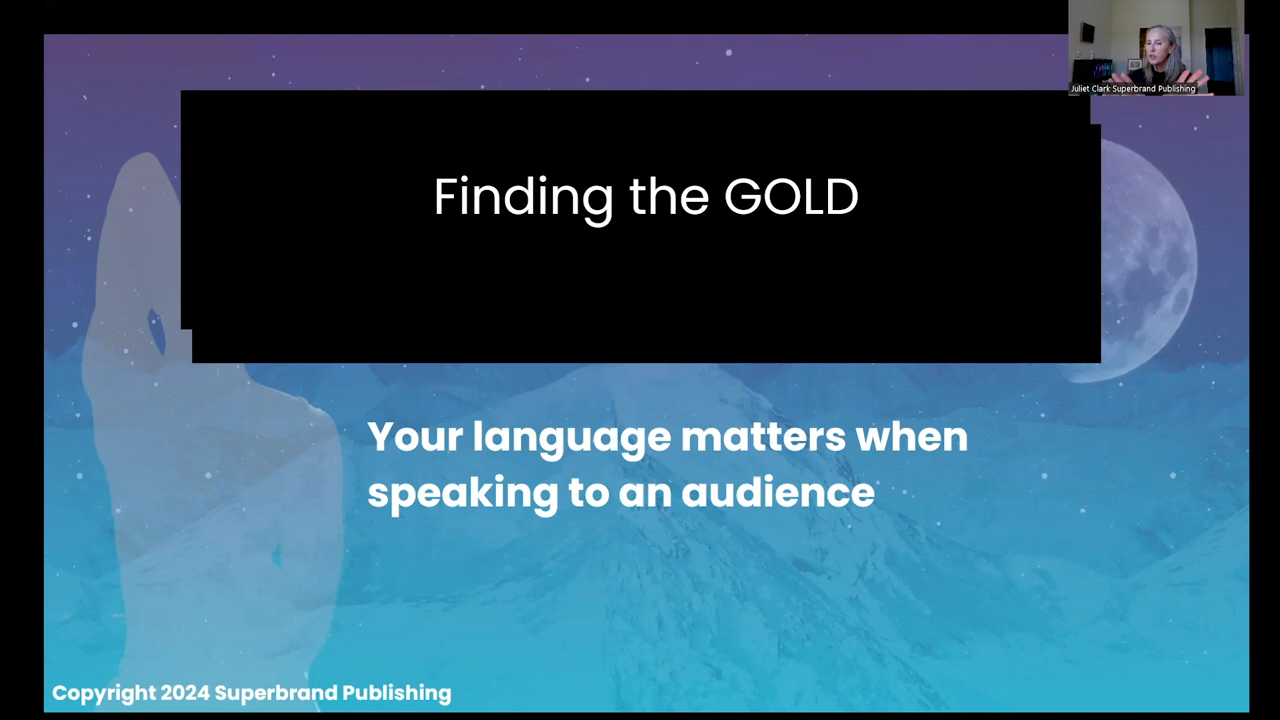 Juliet Clark Superbrand Publishing
Finding the GOLD
Your language matters when
speaking to an audience
Copyright 2024 Superbrand Publishing